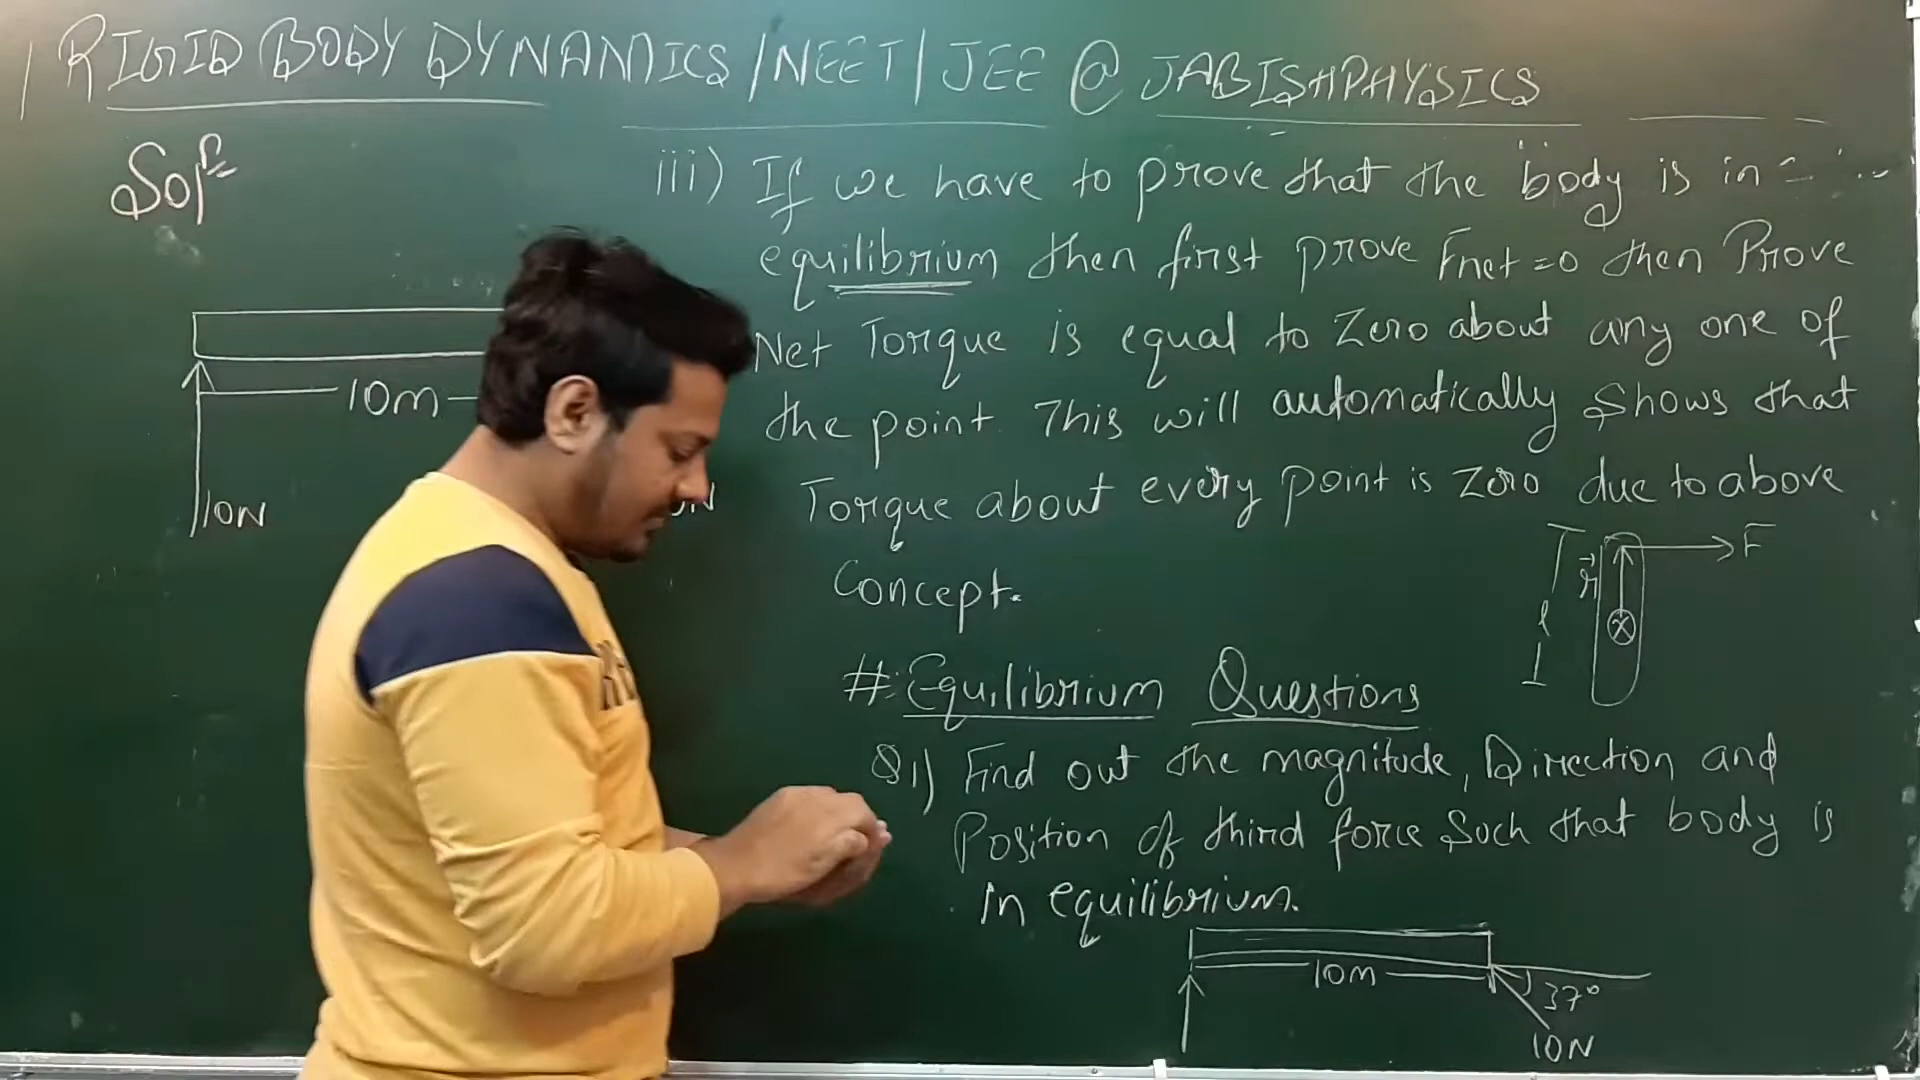 RIGID BODY DYNAMICS / NEET / JEE @ JABISHPHYSICS
Solⁿ
10m
10N
iii) If we have to prove that the body is in
equilibrium then first prove Fnet = 0 then Prove
Net Torque is equal to Zero about any one of
the point. This will automatically Shows that
Torque about every point is Zero due to above
Concept.
F
r
l
# Equilibrium Questions
Q1) Find out the magnitude, Direction and
Position of third force Such that body is
in equilibrium.
10m
37°
10N